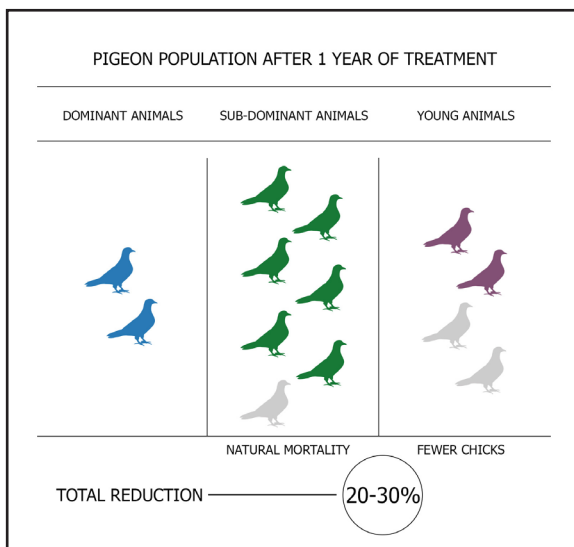 PIGEON POPULATION AFTER 1 YEAR OF TREATMENT
DOMINANT ANIMALS
SUB-DOMINANT ANIMALS
YOUNG ANIMALS
NATURAL MORTALITY
FEWER CHICKS
TOTAL REDUCTION
20-30%